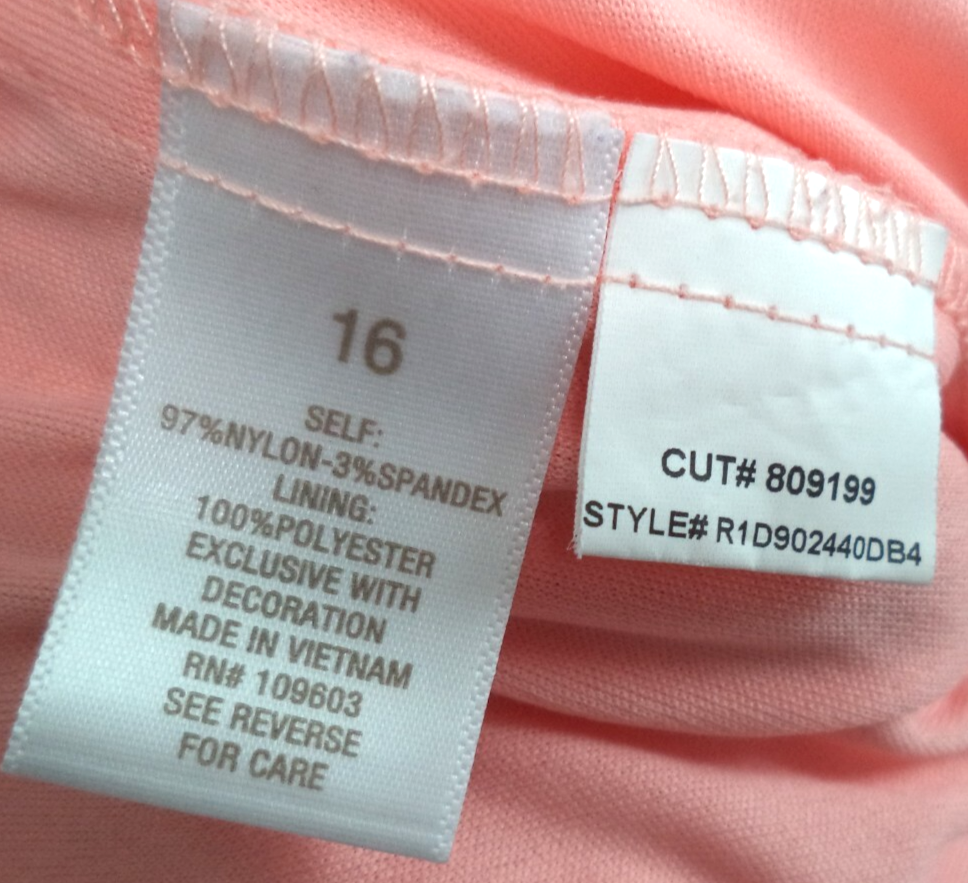 16
SELF:
97%NYLON-3%SPANDEX
LINING:
100%POLYESTER
EXCLUSIVE WITH
DECORATION
MADE IN VIETNAM
RN# 109603
SEE REVERSE
FOR CARE
CUT# 809199
STYLE# R1D902440DB4